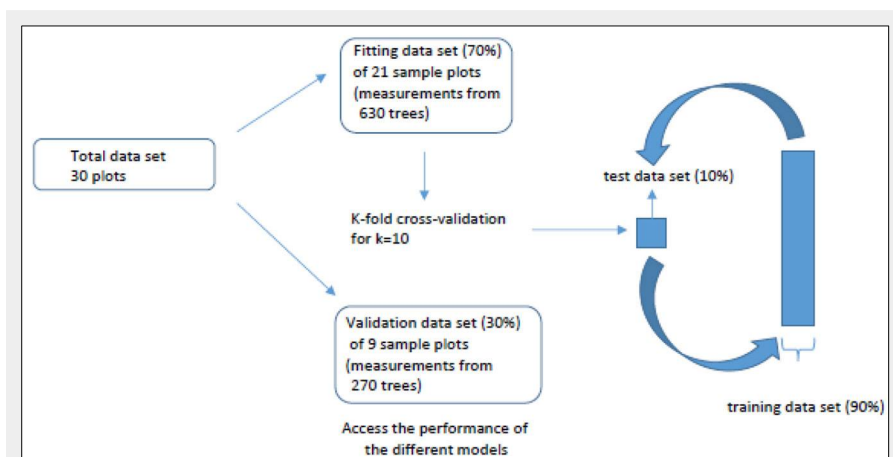 Fitting data set (70%)
of 21 sample plots
(measurements from
630 trees)
Total data set
30 plots
test data set (10%)
K-fold cross-validation
for k=10
Validation data set (30%)
of 9 sample plots
(measurements from
270 trees)
training data set (90%)
Access the performance of
the different models